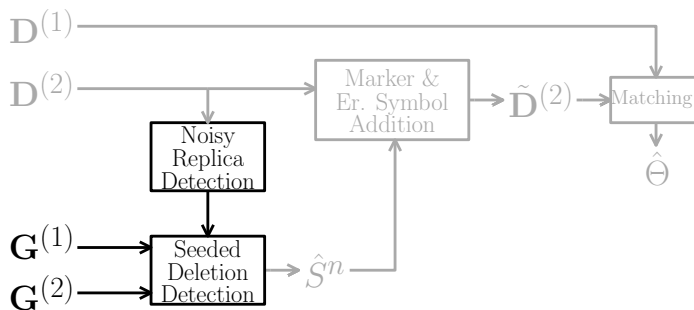 D(1)
D(2)
Marker &
Er. Symbol
Addition
D̃(2)
Matching
Noisy
Replica
Detection
Θ̂
G(1)
G(2)
Seeded
Deletion
Detection
Ŝn